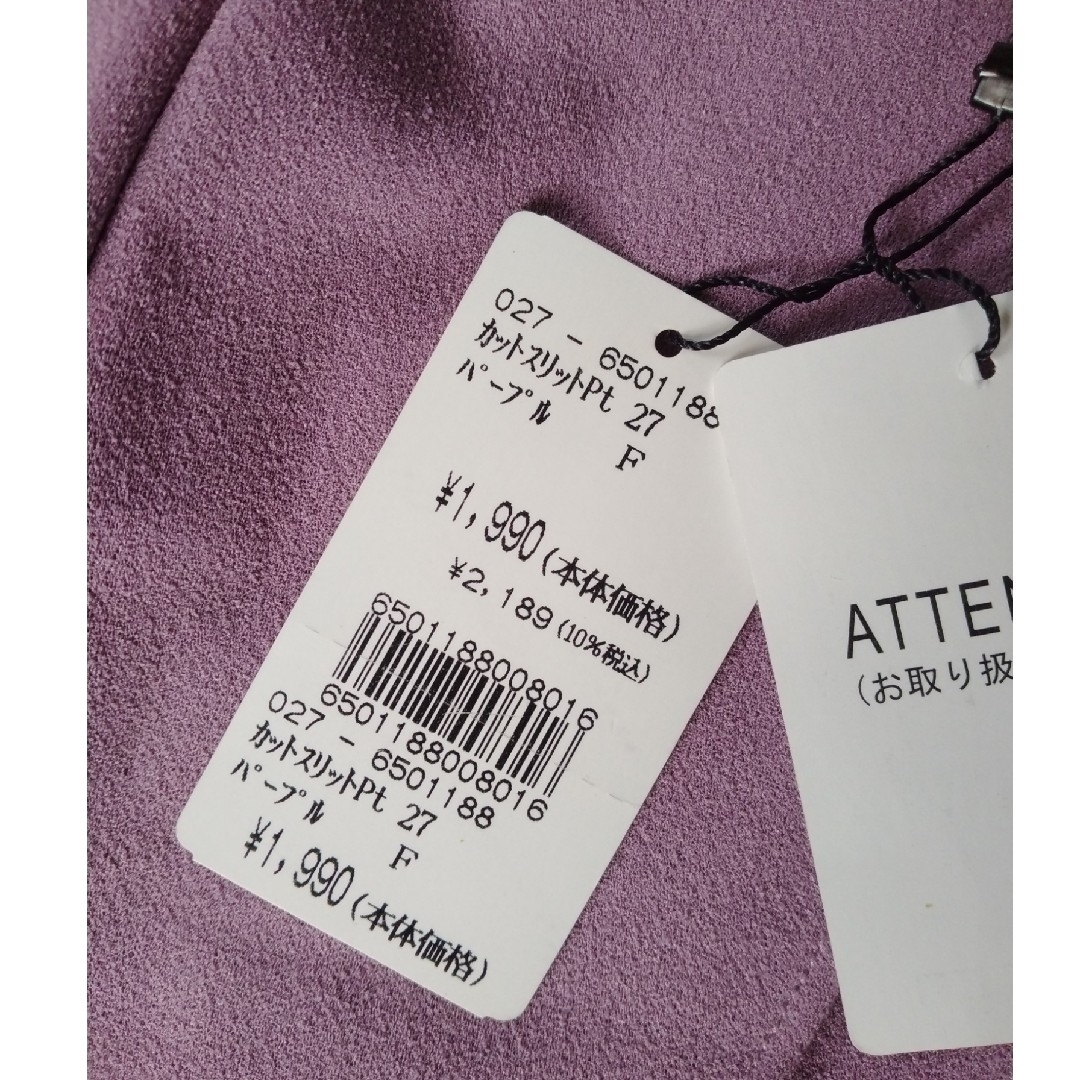 027 - 6501188
カットスリットPt 27
パープル F
¥1,990(本体価格)
¥2,189(10%税込)
6501188008016
6501188008016
027 - 6501188
カットスリットPt 27
パープル F
¥1,990(本体価格)
ATTEN
(お取り扱